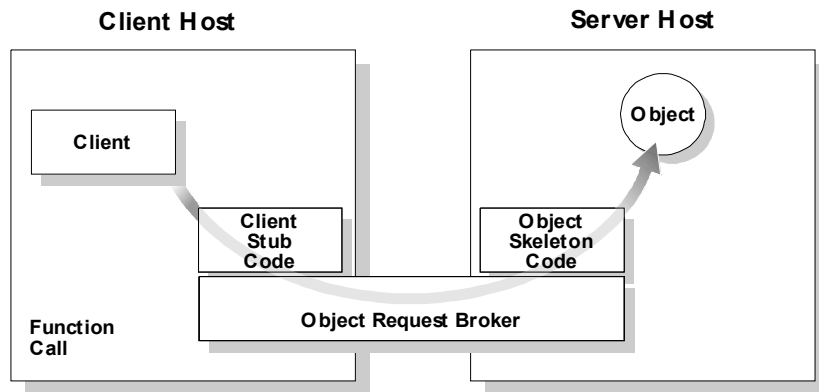 Client Host
Server Host
Client
Object
Client
Stub
Code
Object
Skeleton
Code
Object Request Broker
Function
Call